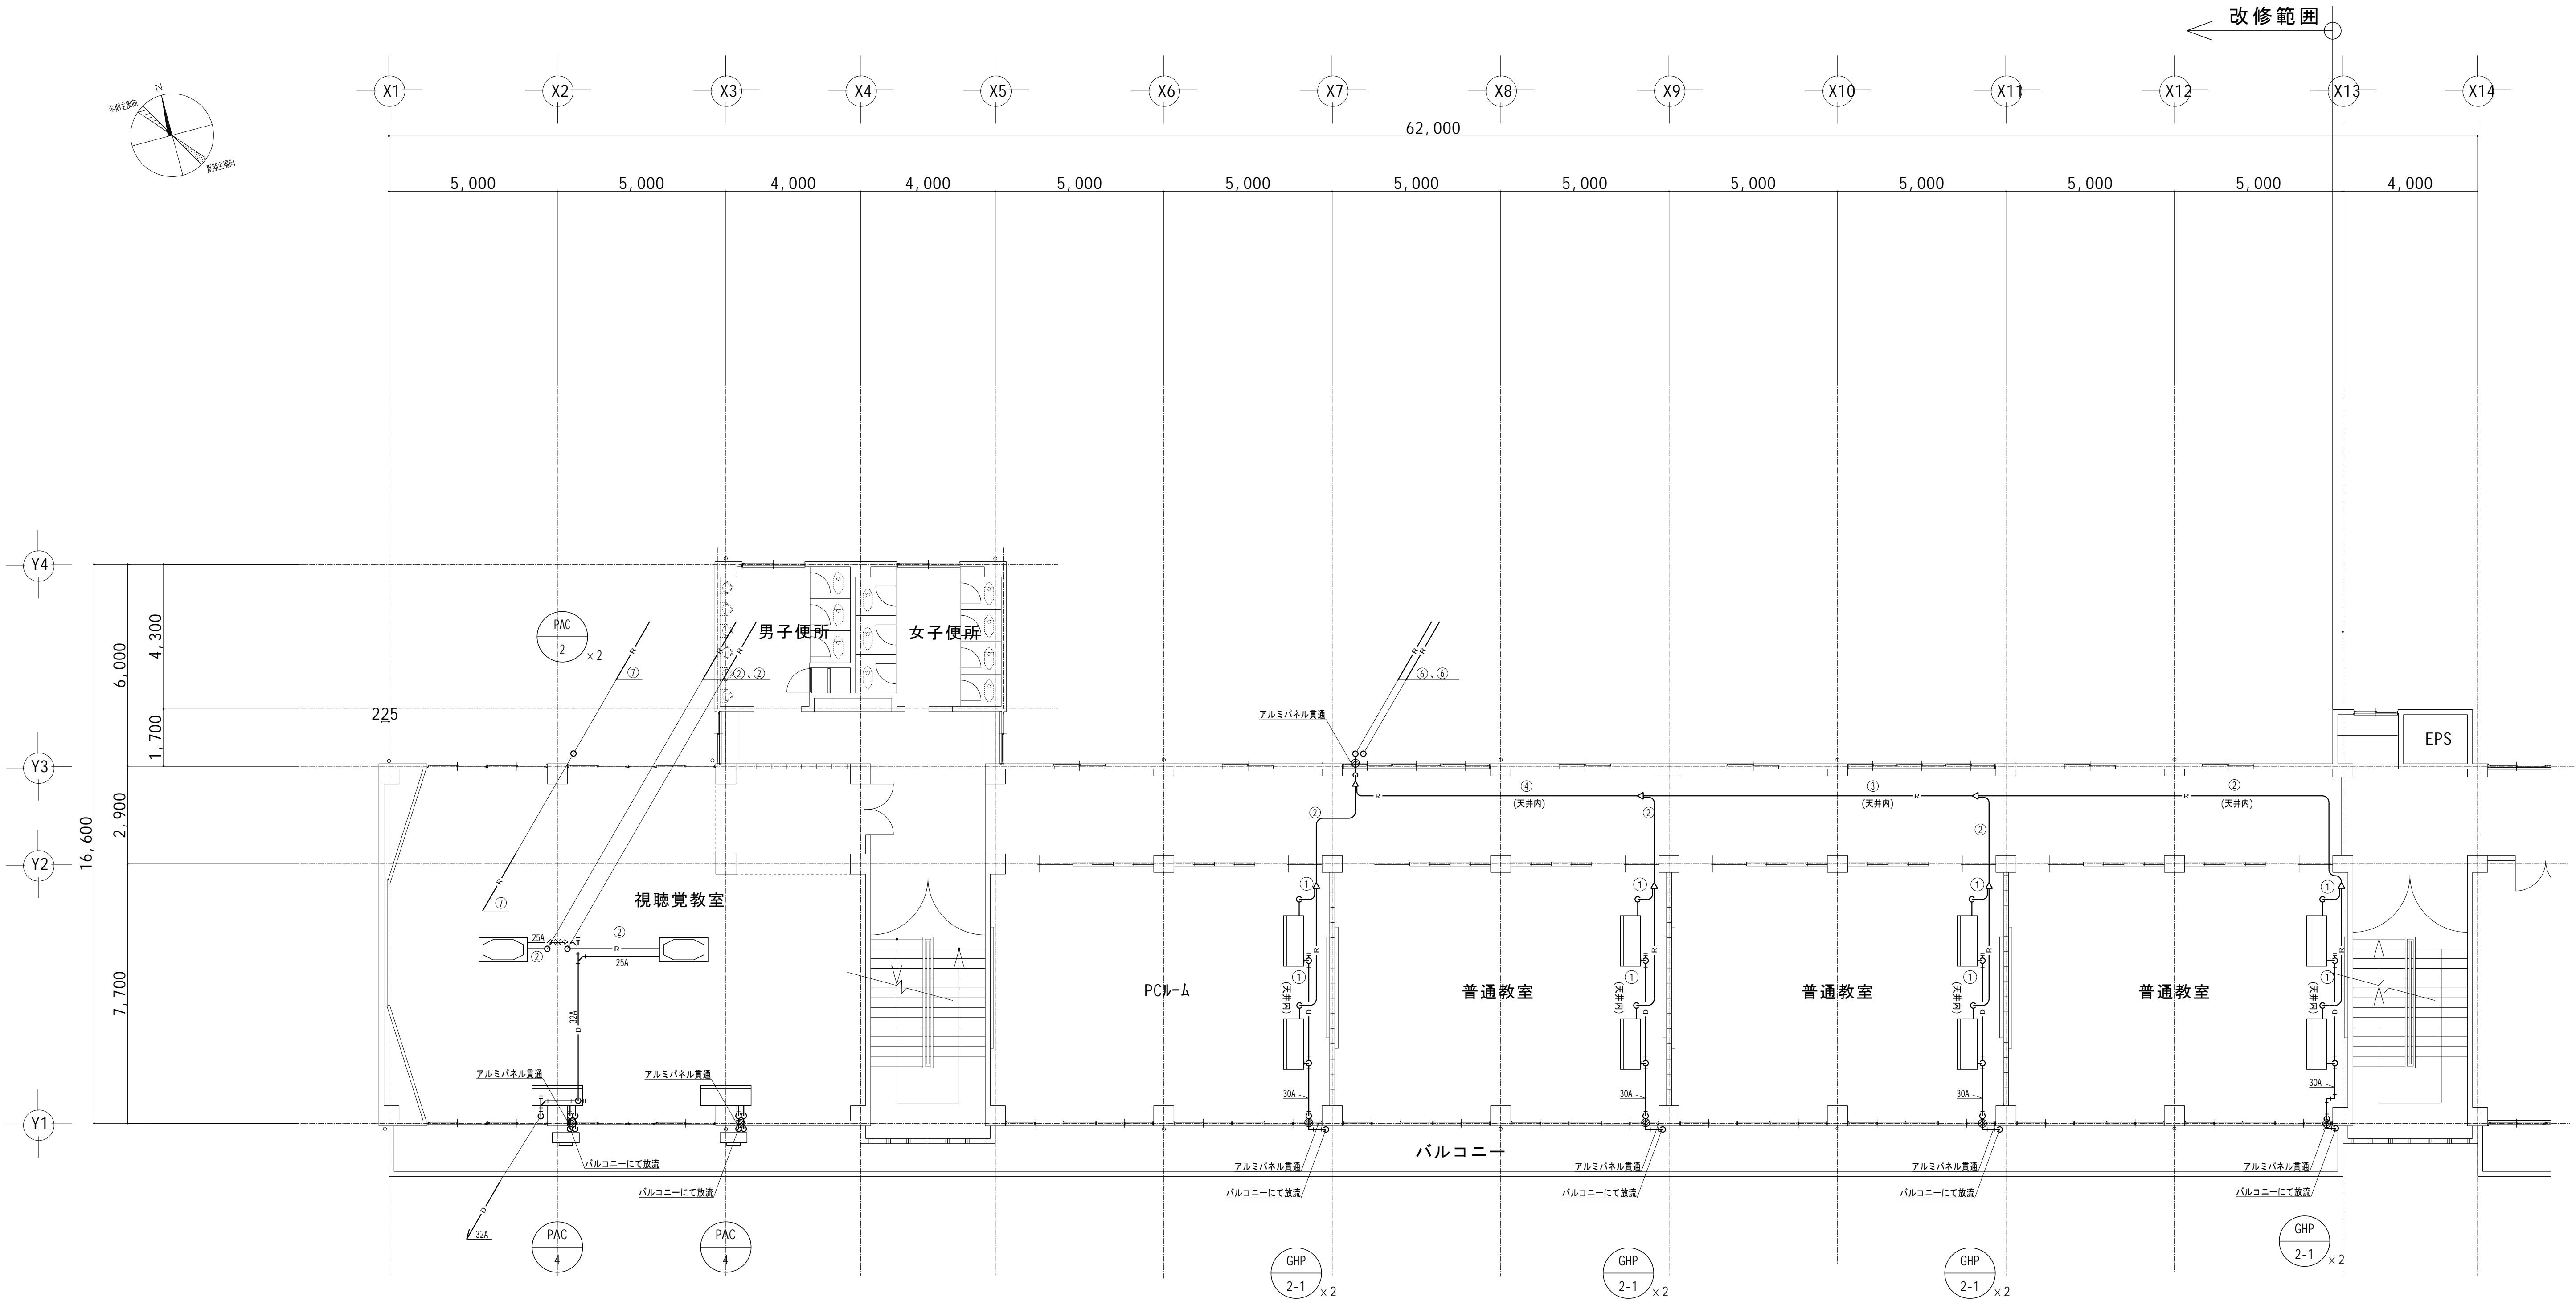 改修範囲
X1 X2 X3 X4 X5 X6 X7 X8 X9 X10 X11 X12 X13 X14
N
冬期主風向
夏期主風向
62,000
5,000 5,000 4,000 4,000 5,000 5,000 5,000 5,000 5,000 5,000 5,000 5,000 4,000
Y4
Y3
Y2
Y1
16,600
6,000
2,900
7,700
4,300
1,700
225
PAC
2
×2
男子便所
女子便所
R
⑦
R
R
②、②
R
R
⑥、⑥
アルミパネル貫通
EPS
R
④
(天井内)
③
(天井内)
R
R
②
(天井内)
②
②
②
R
⑦
視聴覚教室
25A
②
②
R
25A
32A
D
PCルーム
普通教室
普通教室
普通教室
①
R
①
(天井内)
D
30A
①
R
①
(天井内)
D
30A
①
R
①
(天井内)
D
30A
①
R
①
(天井内)
D
30A
アルミパネル貫通
アルミパネル貫通
バルコニーにて放流
バルコニーにて放流
バルコニー
アルミパネル貫通
バルコニーにて放流
アルミパネル貫通
バルコニーにて放流
アルミパネル貫通
バルコニーにて放流
アルミパネル貫通
バルコニーにて放流
D
32A
PAC
4
PAC
4
GHP
2-1
×2
GHP
2-1
×2
GHP
2-1
×2
GHP
2-1
×2